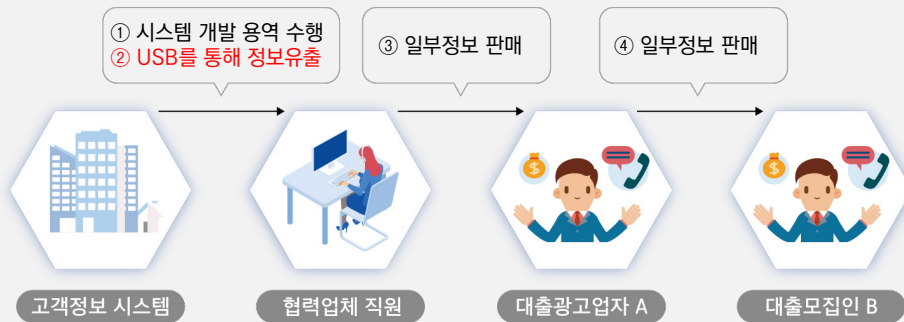 ① 시스템 개발 용역 수행
② USB를 통해 정보유출
③ 일부정보 판매
④ 일부정보 판매
고객정보 시스템
협력업체 직원
대출광고업자 A
대출모집인 B